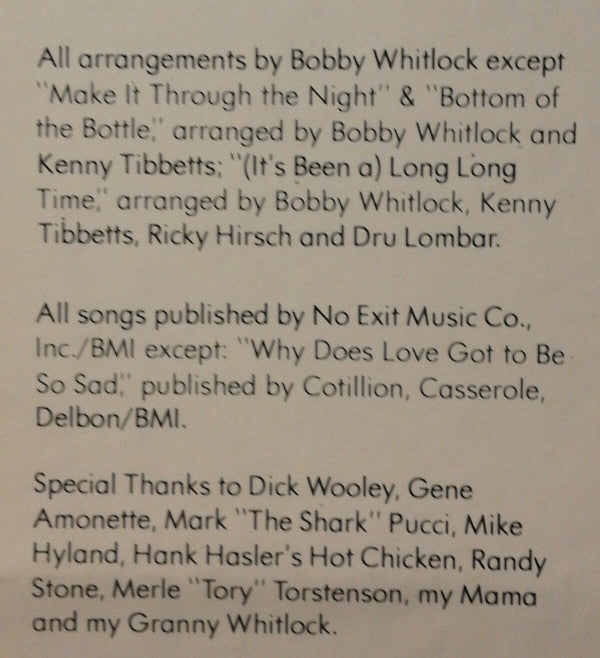 All arrangements by Bobby Whitlock except
"Make It Through the Night" & "Bottom of
the Bottle," arranged by Bobby Whitlock and
Kenny Tibbetts; "(It's Been a) Long Long
Time," arranged by Bobby Whitlock, Kenny
Tibbetts, Ricky Hirsch and Dru Lombar.
All songs published by No Exit Music Co.,
Inc./BMI except: "Why Does Love Got to Be
So Sad," published by Cotillion, Casserole,
Delbon/BMI.
Special Thanks to Dick Wooley, Gene
Amonette, Mark "The Shark" Pucci, Mike
Hyland, Hank Hasler's Hot Chicken, Randy
Stone, Merle "Tory" Torstenson, my Mama
and my Granny Whitlock.